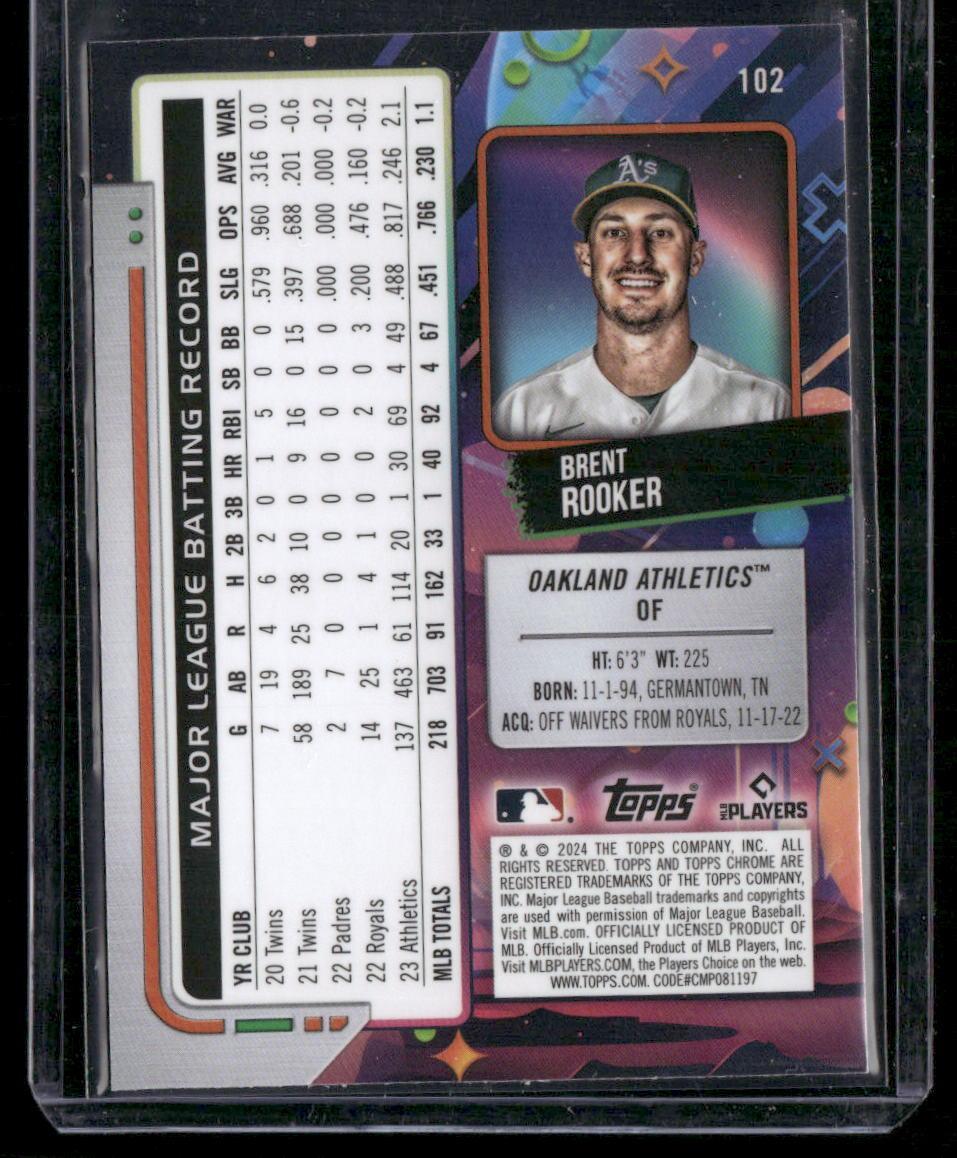 102
A's
BRENT
ROOKER
OAKLAND ATHLETICS™
OF
HT: 6'3" WT: 225
BORN: 11-1-94, GERMANTOWN, TN
ACQ: OFF WAIVERS FROM ROYALS, 11-17-22
topps® MLB PLAYERS
® & © 2024 THE TOPPS COMPANY, INC. ALL
RIGHTS RESERVED. TOPPS AND TOPPS CHROME ARE
REGISTERED TRADEMARKS OF THE TOPPS COMPANY,
INC. Major League Baseball trademarks and copyrights
are used with permission of Major League Baseball.
Visit MLB.com. OFFICIALLY LICENSED PRODUCT OF
MLB. Officially Licensed Product of MLB Players, Inc.
Visit MLBPLAYERS.COM, the Players Choice on the web.
WWW.TOPPS.COM. CODE#CMP081197
MAJOR LEAGUE BATTING RECORD
YR CLUB G AB R H 2B 3B HR RBI SB BB SLG OPS AVG WAR
20 Twins 7 19 4 6 2 0 1 5 0 0 .579 .960 .316 0.0
21 Twins 58 189 25 38 10 0 9 16 0 15 .397 .688 .201 -0.6
22 Padres 2 7 0 0 0 0 0 0 0 0 .000 .000 .000 -0.2
22 Royals 14 25 1 4 1 0 0 2 0 3 .200 .476 .160 -0.2
23 Athletics 137 463 61 114 20 1 30 69 4 49 .488 .817 .246 2.1
MLB TOTALS 218 703 91 162 33 1 40 92 4 67 .451 .766 .230 1.1